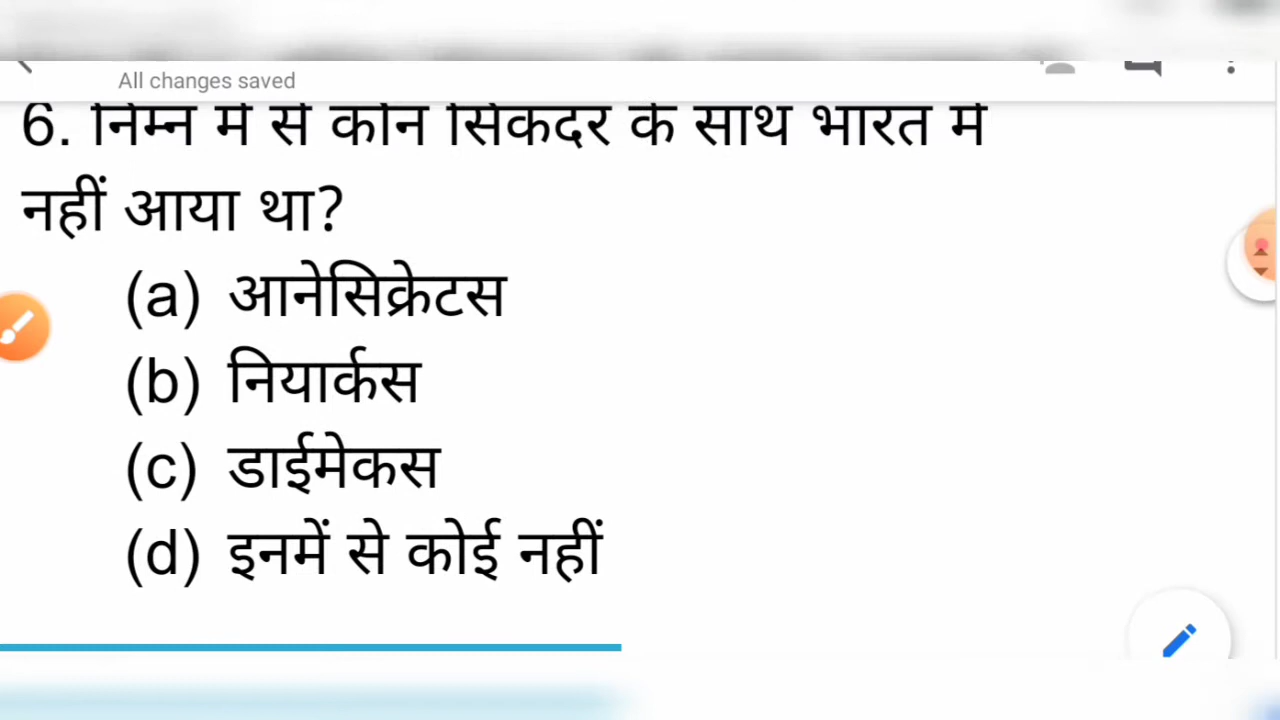 All changes saved
6. निम्न में से कौन सिकंदर के साथ भारत में
नहीं आया था?
(a) आनेसिक्रेटस
(b) नियार्कस
(c) डाईमेकस
(d) इनमें से कोई नहीं